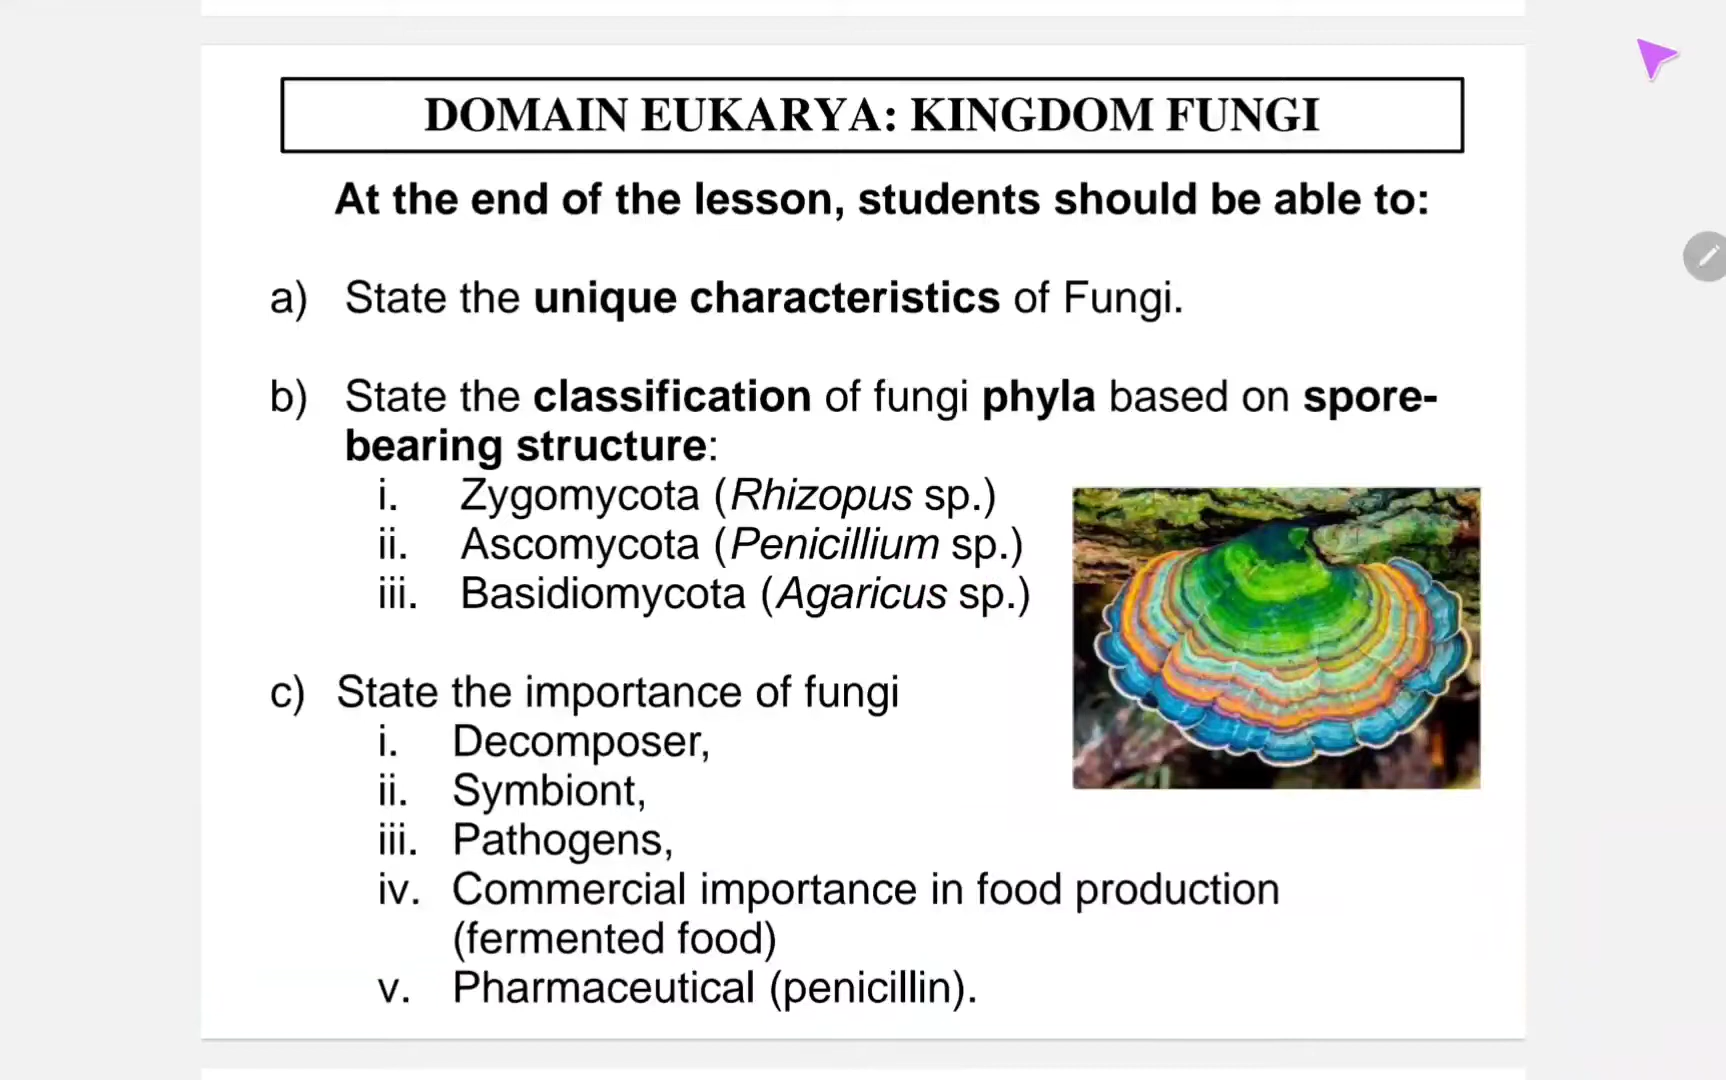 DOMAIN EUKARYA: KINGDOM FUNGI
At the end of the lesson, students should be able to:
a) State the unique characteristics of Fungi.
b) State the classification of fungi phyla based on spore-
bearing structure:
i. Zygomycota (Rhizopus sp.)
ii. Ascomycota (Penicillium sp.)
iii. Basidiomycota (Agaricus sp.)
c) State the importance of fungi
i. Decomposer,
ii. Symbiont,
iii. Pathogens,
iv. Commercial importance in food production
(fermented food)
v. Pharmaceutical (penicillin).